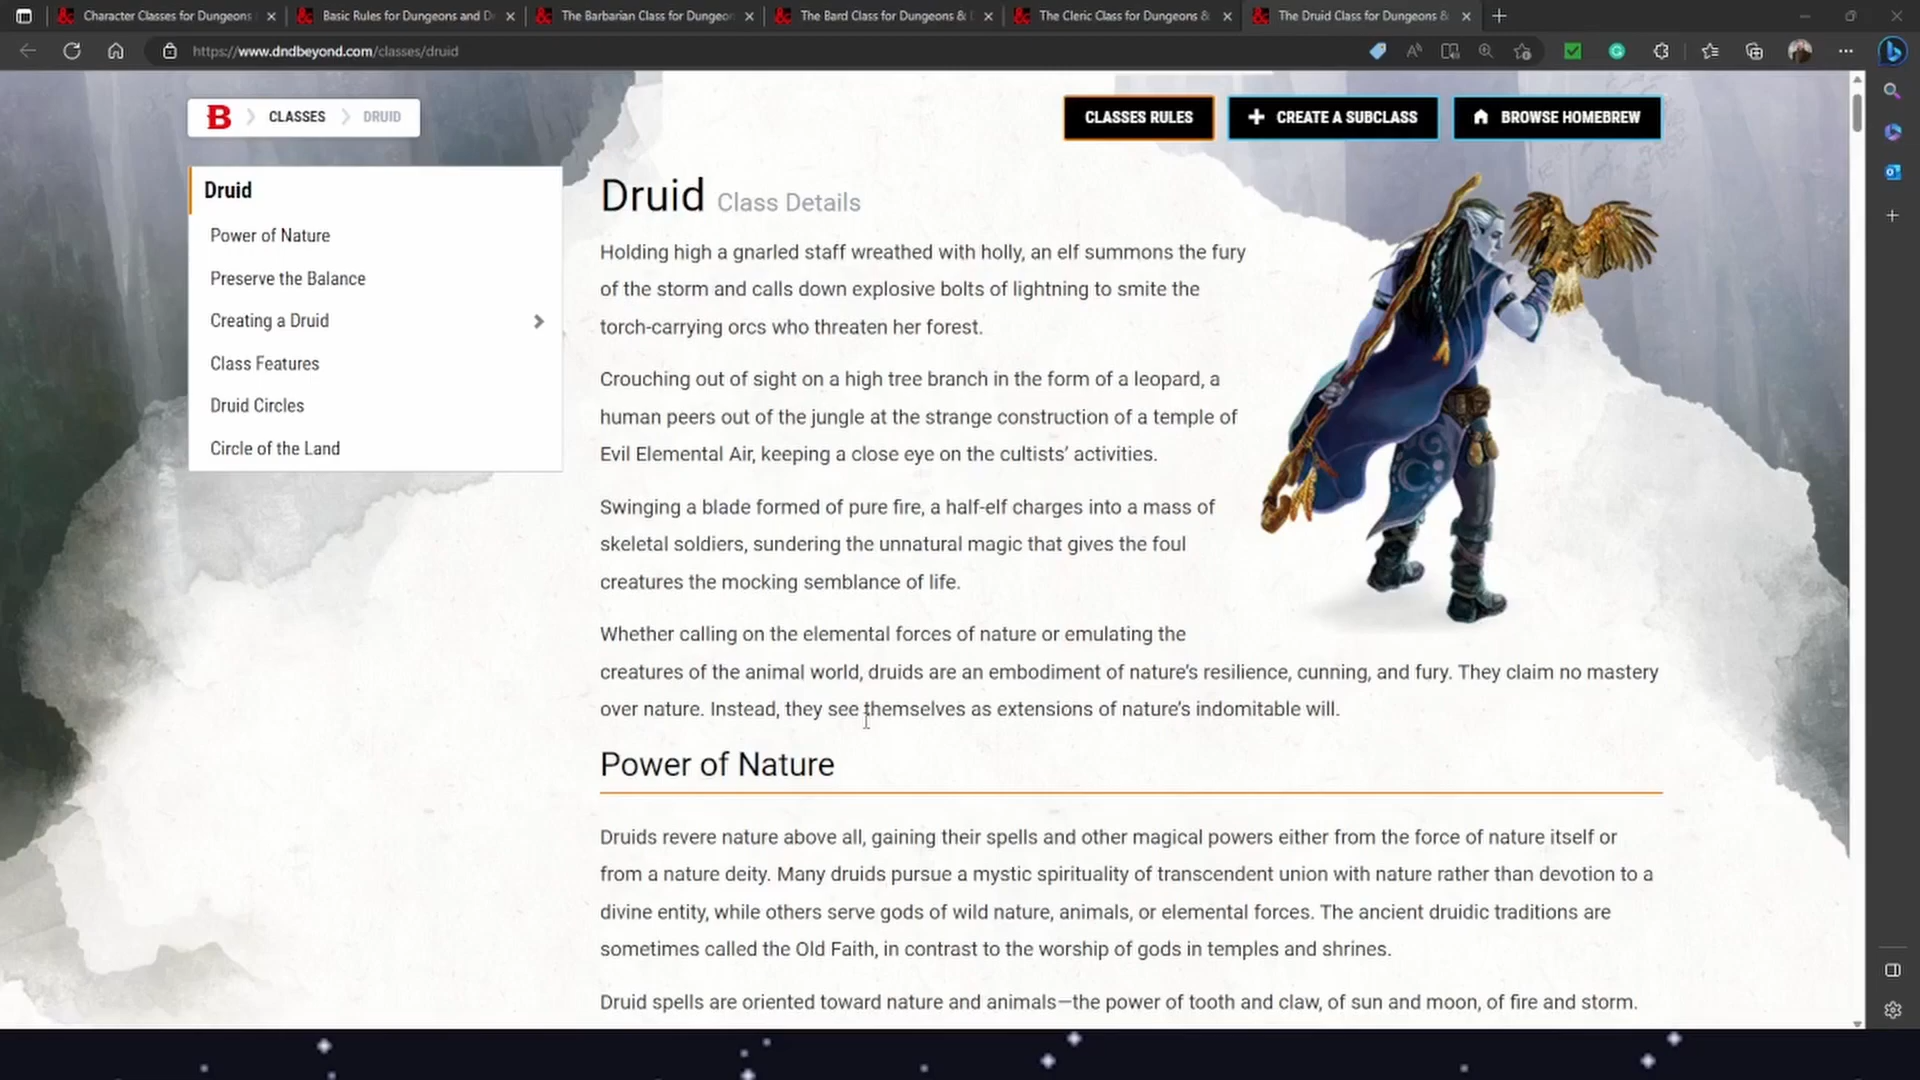 Character Classes for Dungeons
Basic Rules for Dungeons and D
The Barbarian Class for Dungeon
The Bard Class for Dungeons &
The Cleric Class for Dungeons &
The Druid Class for Dungeons &
https://www.dndbeyond.com/classes/druid
B CLASSES DRUID
CLASSES RULES
CREATE A SUBCLASS
BROWSE HOMEBREW
Druid
Power of Nature
Preserve the Balance
Creating a Druid
Class Features
Druid Circles
Circle of the Land
Druid Class Details
Holding high a gnarled staff wreathed with holly, an elf summons the fury
of the storm and calls down explosive bolts of lightning to smite the
torch-carrying orcs who threaten her forest.
Crouching out of sight on a high tree branch in the form of a leopard, a
human peers out of the jungle at the strange construction of a temple of
Evil Elemental Air, keeping a close eye on the cultists’ activities.
Swinging a blade formed of pure fire, a half-elf charges into a mass of
skeletal soldiers, sundering the unnatural magic that gives the foul
creatures the mocking semblance of life.
Whether calling on the elemental forces of nature or emulating the
creatures of the animal world, druids are an embodiment of nature’s resilience, cunning, and fury. They claim no mastery
over nature. Instead, they see themselves as extensions of nature’s indomitable will.
Power of Nature
Druids revere nature above all, gaining their spells and other magical powers either from the force of nature itself or
from a nature deity. Many druids pursue a mystic spirituality of transcendent union with nature rather than devotion to a
divine entity, while others serve gods of wild nature, animals, or elemental forces. The ancient druidic traditions are
sometimes called the Old Faith, in contrast to the worship of gods in temples and shrines.
Druid spells are oriented toward nature and animals—the power of tooth and claw, of sun and moon, of fire and storm.